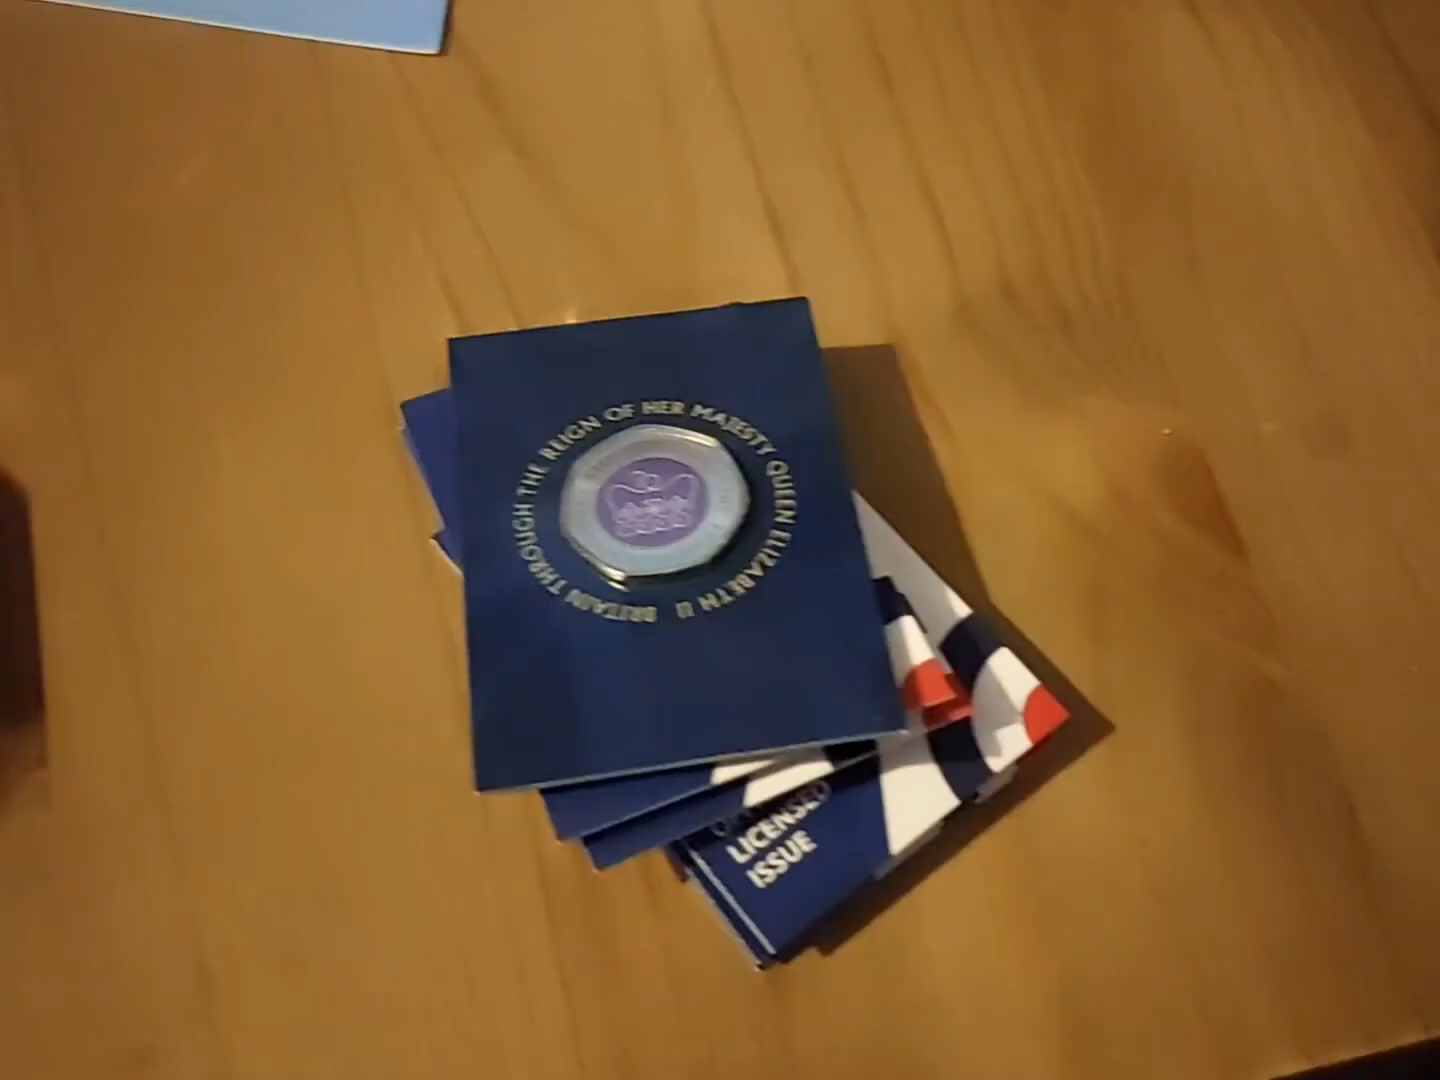 BRITAIN THROUGH THE REIGN OF HER MAJESTY QUEEN ELIZABETH II
LICENSED
ISSUE